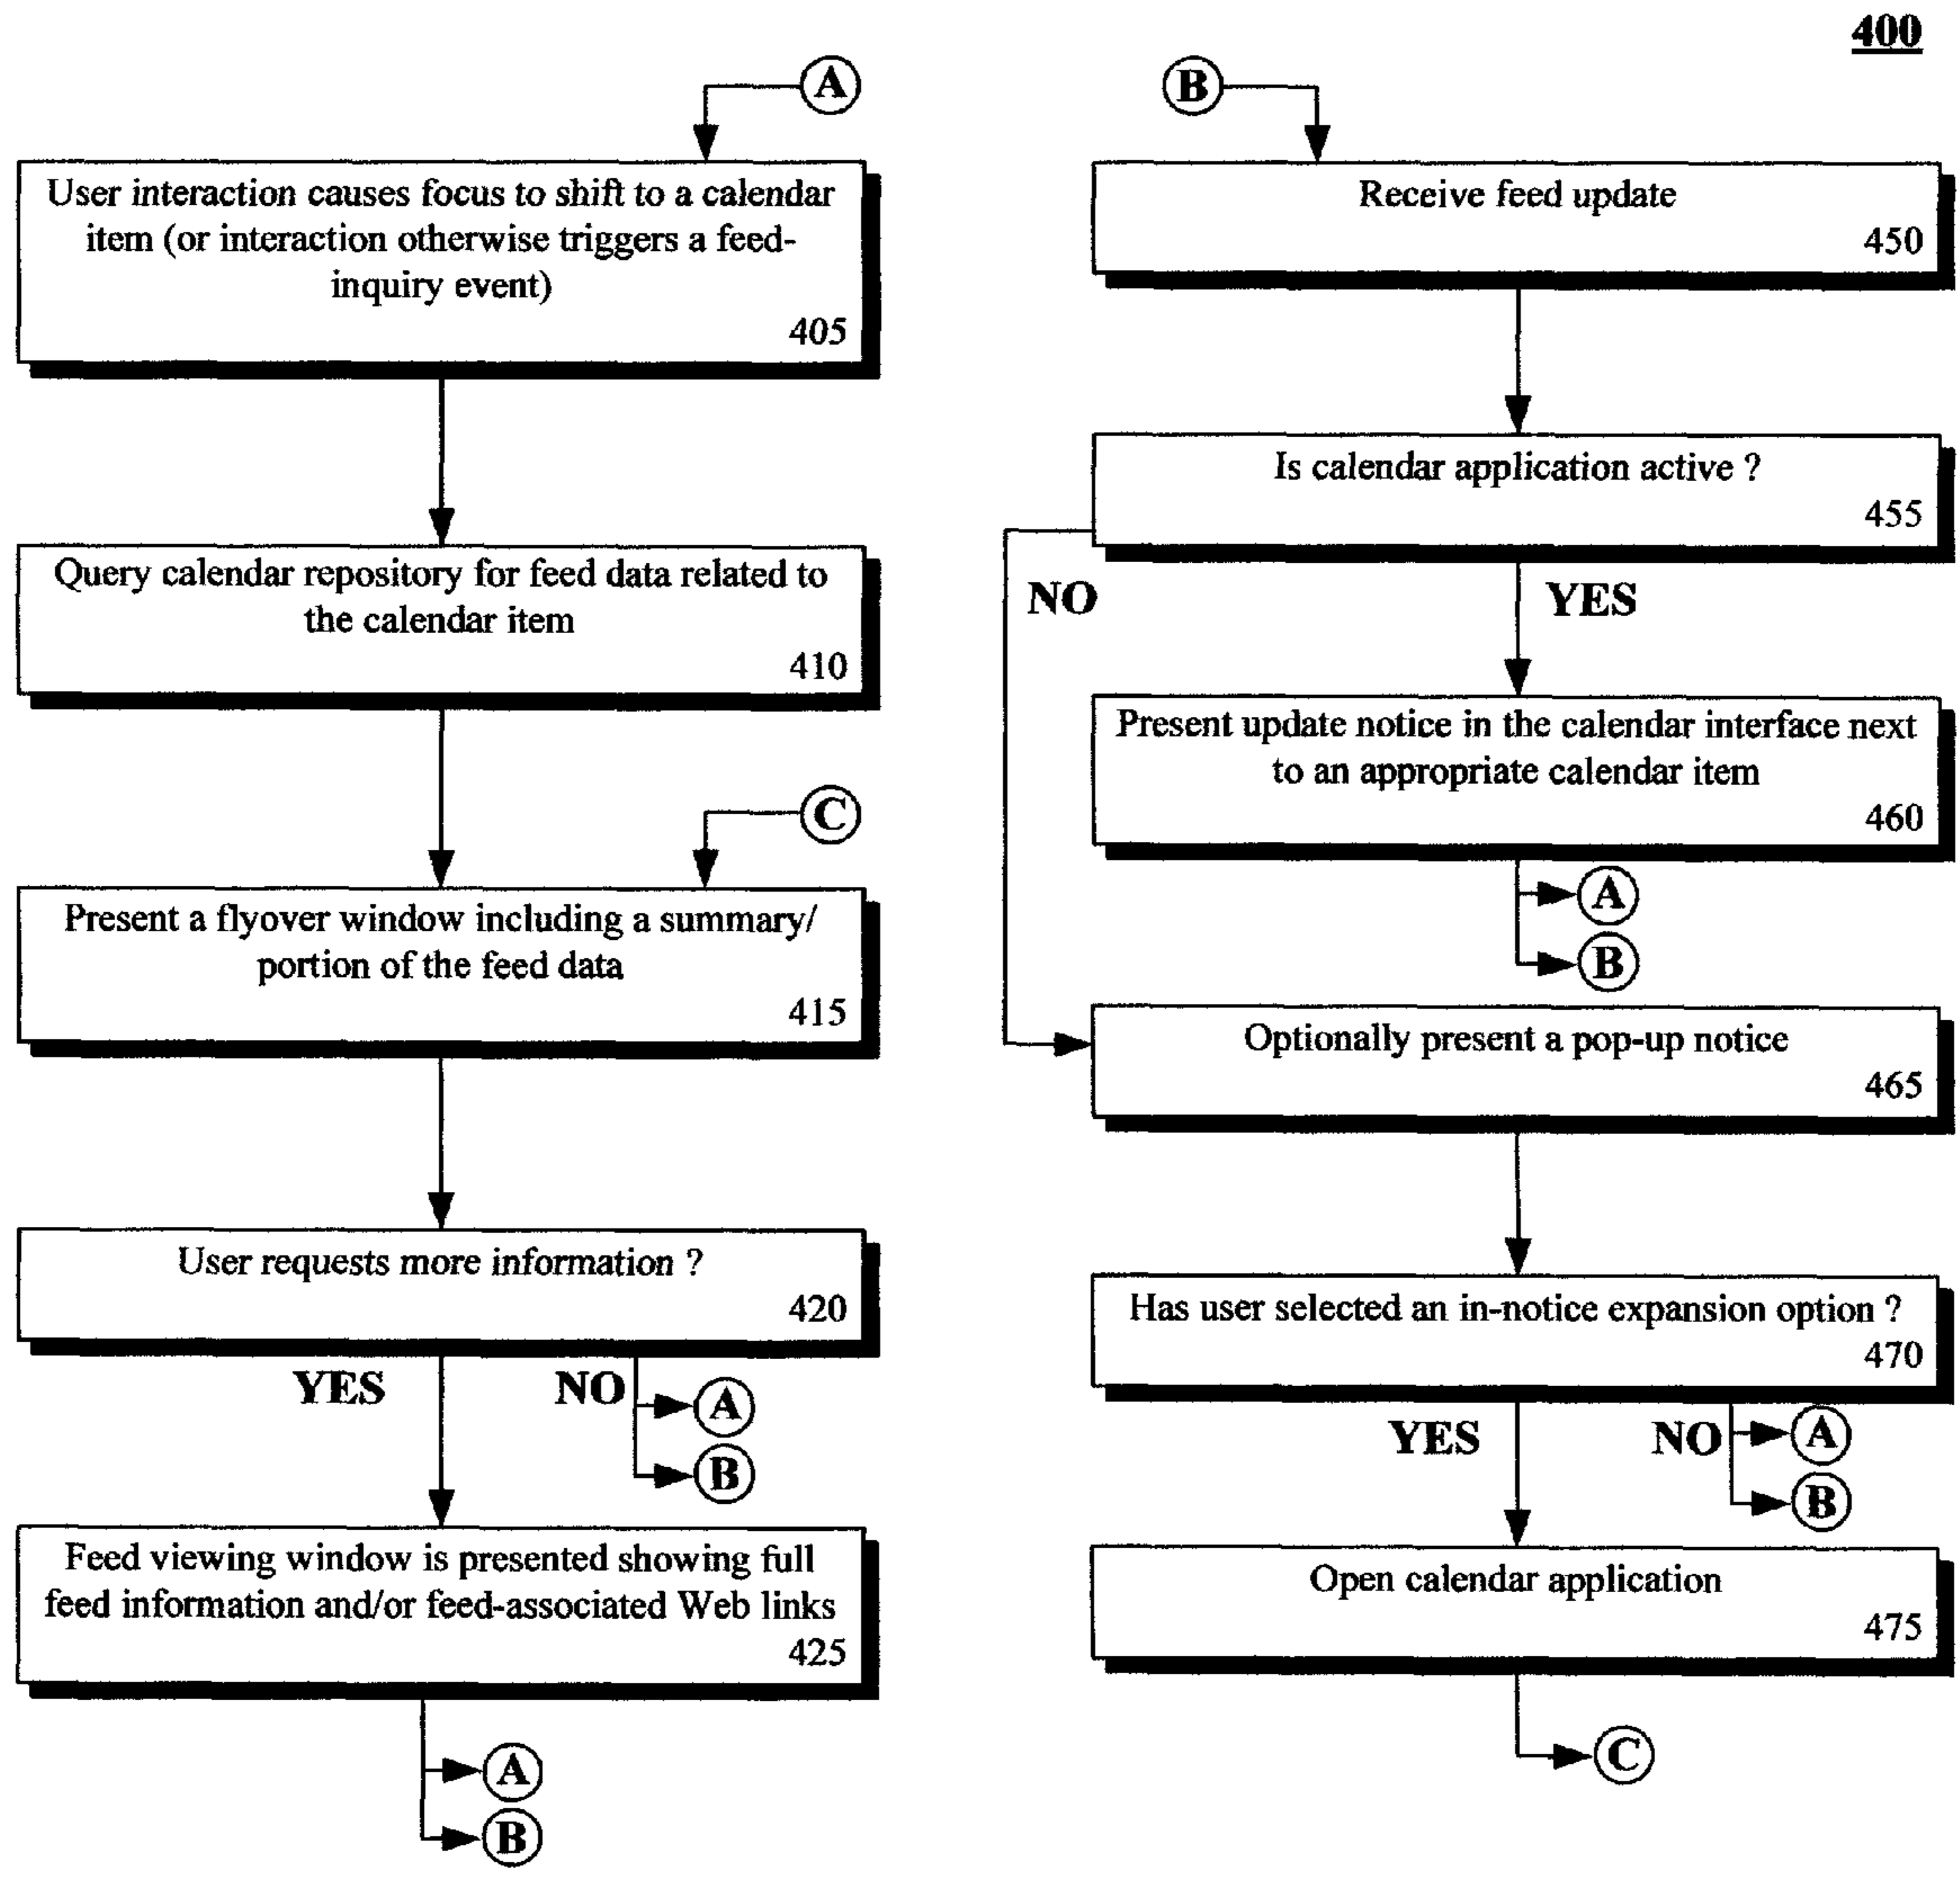 400
A
User interaction causes focus to shift to a calendar
item (or interaction otherwise triggers a feed-
inquiry event)
405
Query calendar repository for feed data related to
the calendar item
410
C
Present a flyover window including a summary/
portion of the feed data
415
User requests more information ?
420
YES
NO
A
B
Feed viewing window is presented showing full
feed information and/or feed-associated Web links
425
A
B
B
Receive feed update
450
Is calendar application active ?
455
NO
YES
Present update notice in the calendar interface next
to an appropriate calendar item
460
A
B
Optionally present a pop-up notice
465
Has user selected an in-notice expansion option ?
470
YES
NO
A
B
Open calendar application
475
C